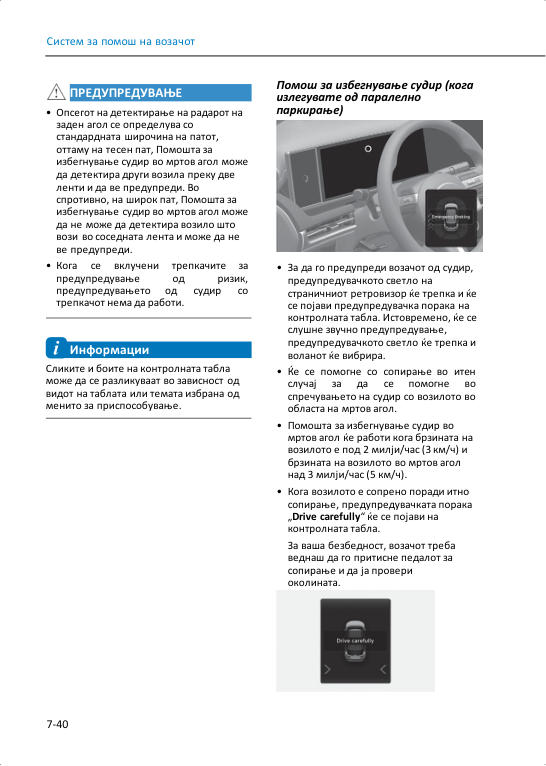 Систем за помош на возачот
ПРЕДУПРЕДУВАЊЕ
• Опсегот на детектирање на радарот на
заден агол се определува со
стандардната широчина на патот,
оттаму на тесен пат, Помошта за
избегнување судир во мртов агол може
да детектира други возила преку две
ленти и да ве предупреди. Во
спротивно, на широк пат, Помошта за
избегнување судир во мртов агол може
да не може да детектира возило што
вози во соседната лента и може да не
ве предупреди.
• Кога се вклучени трепкачите за
предупредување од ризик,
предупредувањето од судир со
трепкачот нема да работи.
i Информации
Сликите и боите на контролната табла
може да се разликуваат во зависност од
видот на таблата или темата избрана од
менито за приспособување.
Помош за избегнување судир (кога
излегувате од паралелно
паркирање)
Emergency Braking
• За да го предупреди возачот од судир,
предупредувачкото светло на
страничниот ретровизор ќе трепка и ќе
се појави предупредувачка порака на
контролната табла. Истовремено, ќе се
слушне звучно предупредување,
предупредувачкото светло ќе трепка и
воланот ќе вибрира.
• Ќе се помогне со сопирање во итен
случај за да се помогне во
спречувањето на судир со возилото во
областа на мртов агол.
• Помошта за избегнување судир во
мртов агол ќе работи кога брзината на
возилото е под 2 милји/час (3 км/ч) и
брзината на возилото во мртов агол
над 3 милји/час (5 км/ч).
• Кога возилото е сопрено поради итно
сопирање, предупредувачката порака
„Drive carefully“ ќе се појави на
контролната табла.
За ваша безбедност, возачот треба
веднаш да го притисне педалот за
сопирање и да ја провери
околината.
Drive carefully
7-40